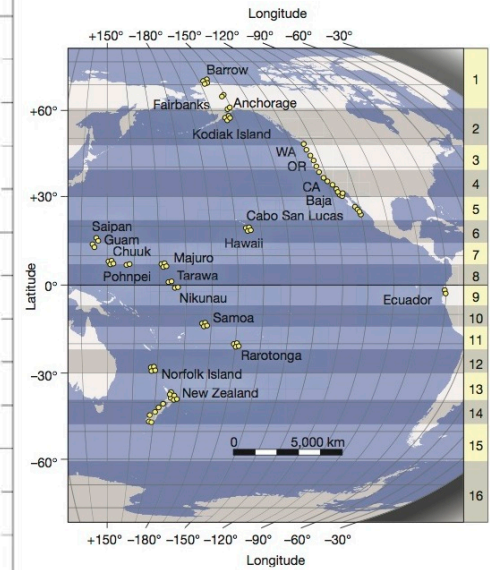 Longitude
+150° −180° −150° −120° −90° −60° −30°
Barrow
1
Fairbanks
Anchorage
+60°
2
Kodiak Island
WA
3
OR
4
CA
+30°
Baja
5
Cabo San Lucas
Saipan
6
Guam
Hawaii
Chuuk
7
Majuro
Pohnpei
Tarawa
8
Latitude
0°
Nikunau
Ecuador
9
Samoa
10
11
Rarotonga
−30°
12
Norfolk Island
New Zealand
13
14
0 5,000 km
15
−60°
16
+150° −180° −150° −120° −90° −60° −30°
Longitude